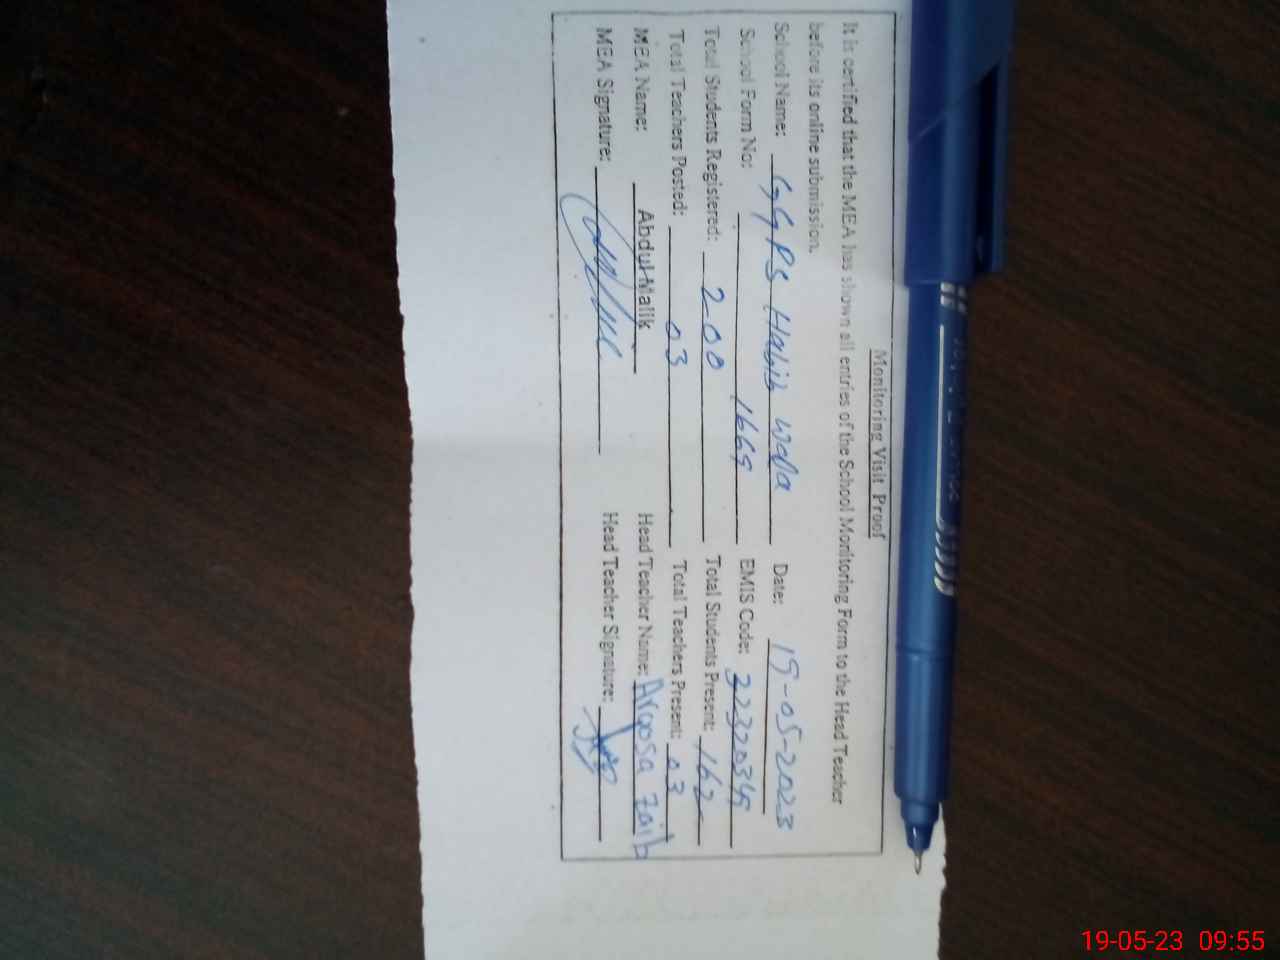 Monitoring Visit Proof
It is certified that the MEA has shown all entries of the School Monitoring Form to the Head Teacher
before its online submission.
School Name: GGPS Habib Wala Date: 19-05-2023
School Form No: 1669 EMIS Code:
Total Students Registered: 200 Total Students Present: 162
Total Teachers Posted: 03 Total Teachers Present: 03
MEA Name: Abdul Malik Head Teacher Name: Arqosa Zaib
MEA Signature: Head Teacher Signature:
19-05-23 09:55